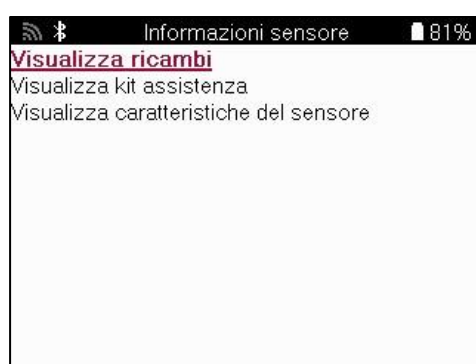 Informazioni sensore 81%
Visualizza ricambi
Visualizza kit assistenza
Visualizza caratteristiche del sensore